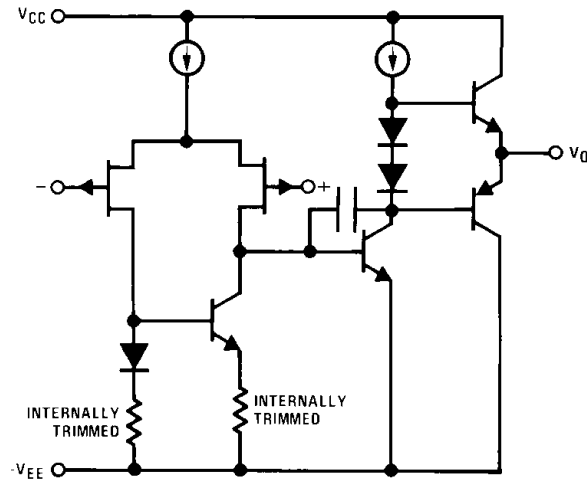 VCC
−
+
VO
INTERNALLY
TRIMMED
INTERNALLY
TRIMMED
-VEE